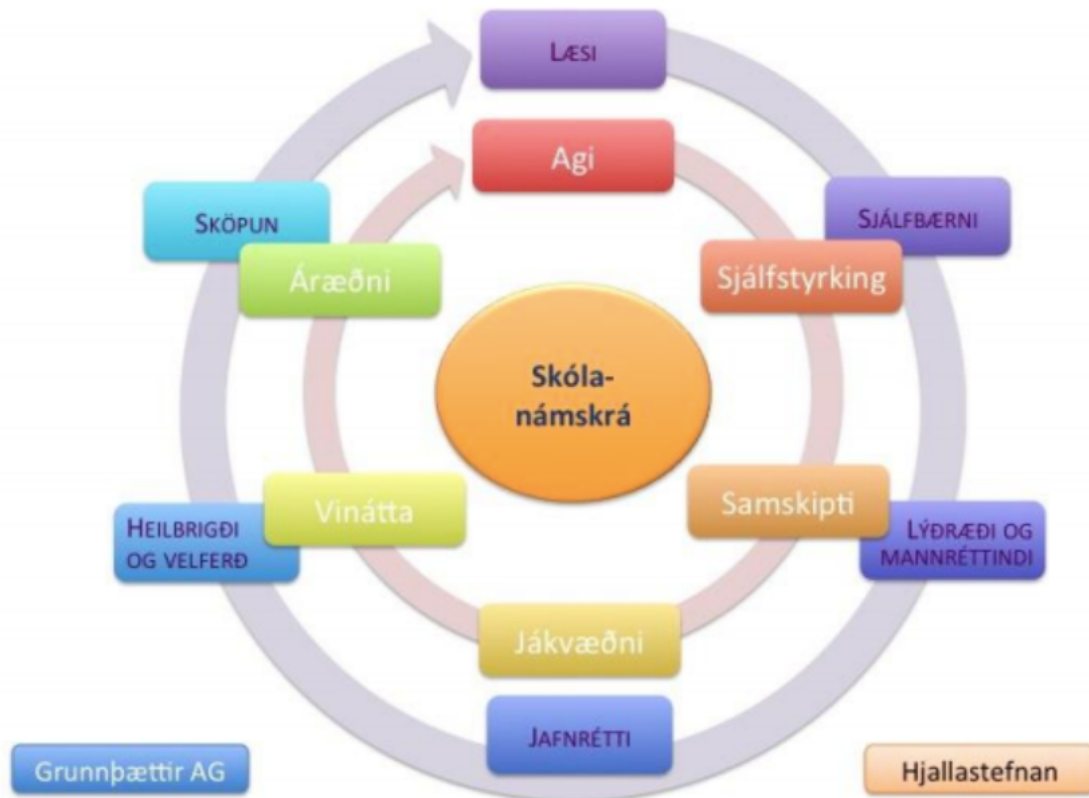 LÆSI
Agi
SKÖPUN
SJÁLFBÆRNI
Áræðni
Sjálfstyrking
Skóla-
námskrá
Vinátta
Samskipti
HEILBRIGÐI
OG VELFERÐ
LÝÐRÆÐI OG
MANNRÉTTINDI
Jákvæðni
JAFNRÉTTI
Grunnþættir AG
Hjallastefnan